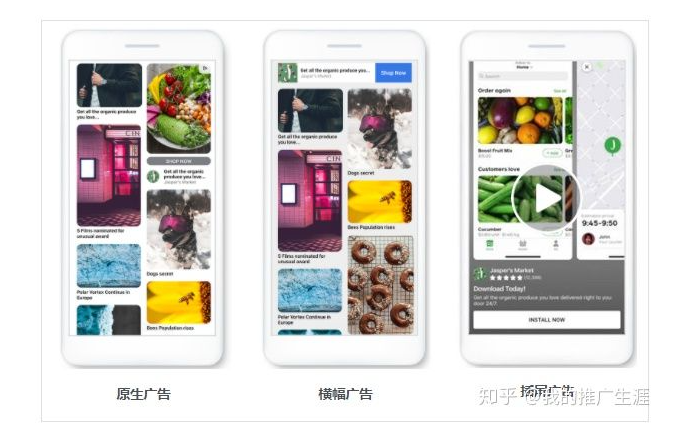 Get all the organic produce
you love...
5 Films nominated for
unusual award
Polar Vortex Continue in
Europe
SHOP NOW
Get all the organic
produce you love...
Jasper's Market
Dogs secret
Bees Population rises
Get all the organic produce you love...
Jasper's Market
Shop Now
Get all the organic produce
you love...
5 Films nominated for
unusual award
Polar Vortex Continue in
Europe
Dogs secret
Bees Population rises
Home
Search
Order again
See all
Boost Fruit Mix
Customers love
See all
Cucumber
9:45-9:50
John
Jasper's Market
Download Today!
Get all the organic produce you love delivered right to you
door 24/7.
INSTALL NOW
原生广告
横幅广告
插屏广告
知乎 @我的推广生涯